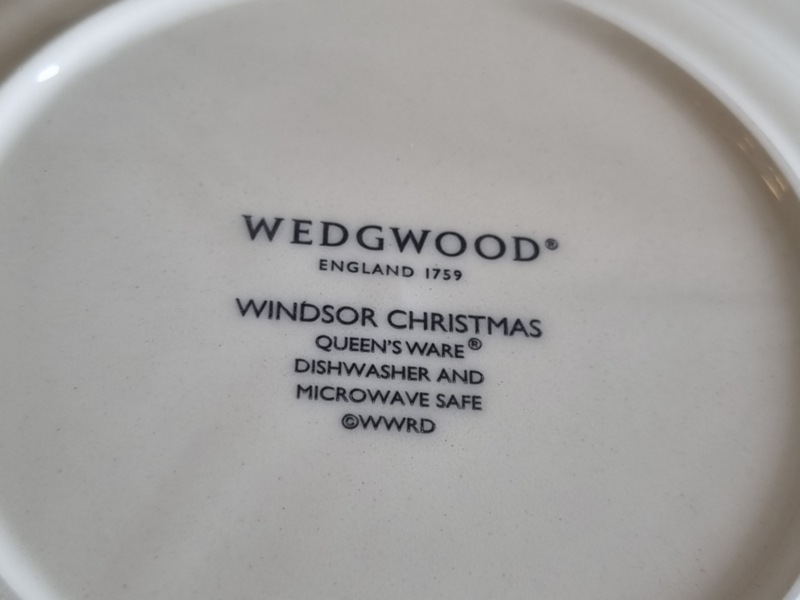 WEDGWOOD®
ENGLAND 1759
WINDSOR CHRISTMAS
QUEEN'S WARE®
DISHWASHER AND
MICROWAVE SAFE
©WWRD